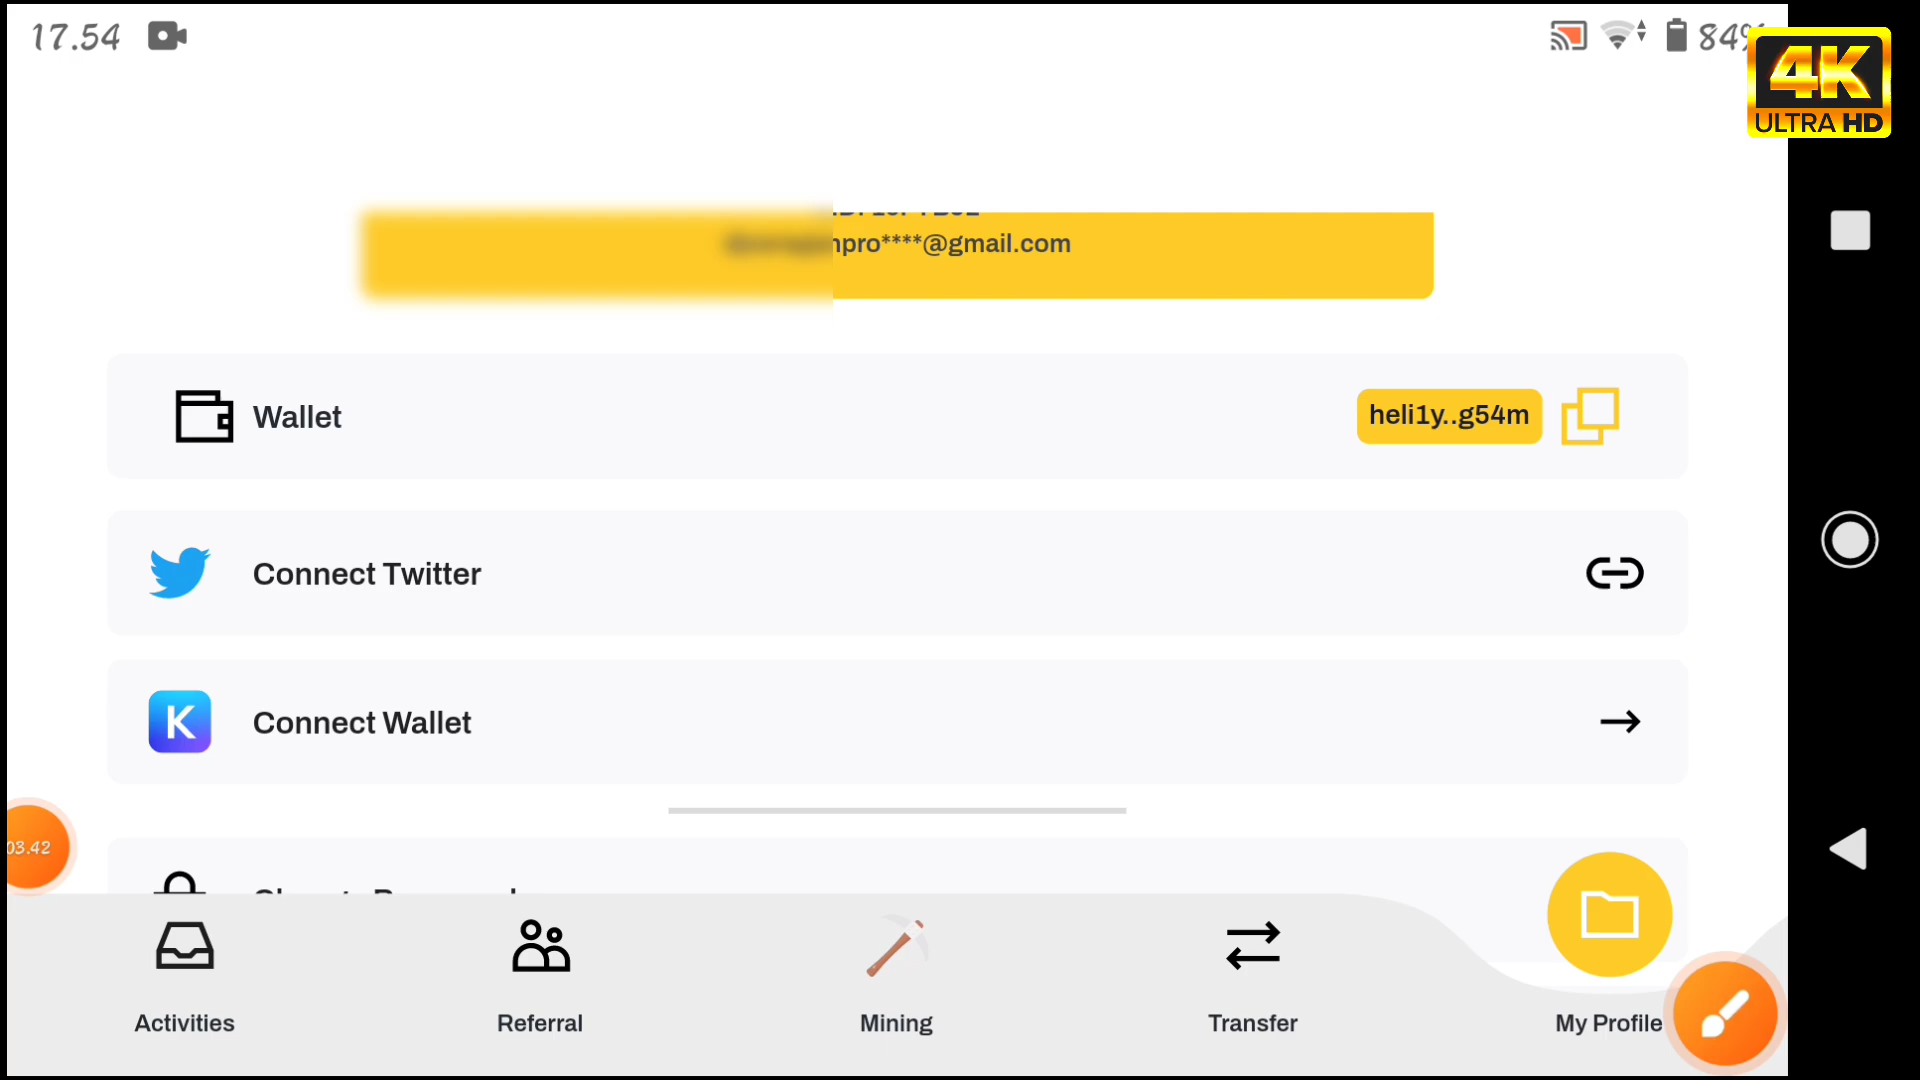 17.54
84%
4K
ULTRA HD
npro****@gmail.com
Wallet
heli1y..g54m
Connect Twitter
K
Connect Wallet
03.42
Activities
Referral
Mining
Transfer
My Profile